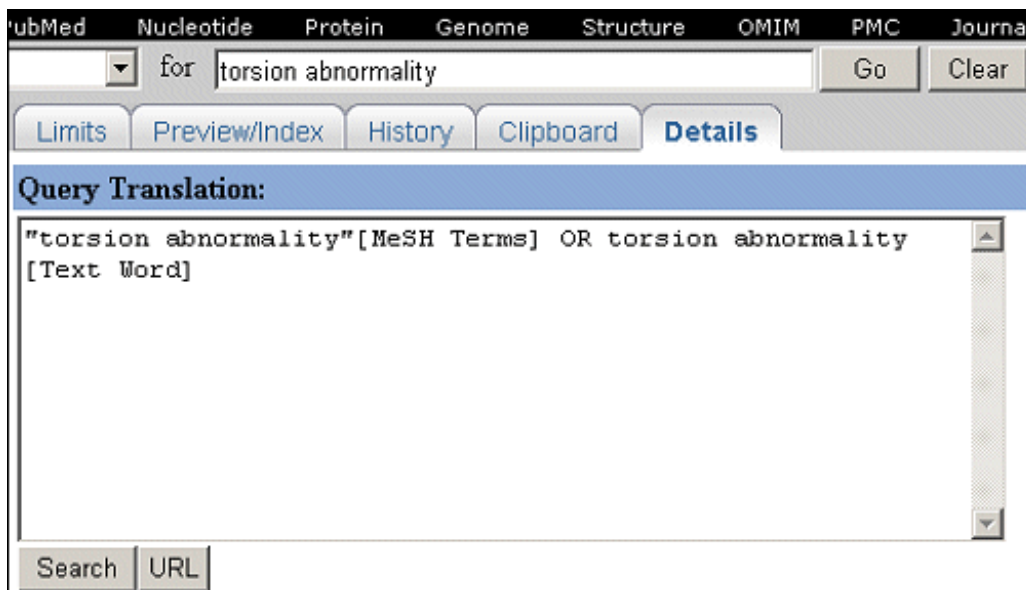 ubMed Nucleotide Protein Genome Structure OMIM PMC Journa
for torsion abnormality Go Clear
Limits Preview/Index History Clipboard Details
Query Translation:
"torsion abnormality"[MeSH Terms] OR torsion abnormality
[Text Word]
Search URL